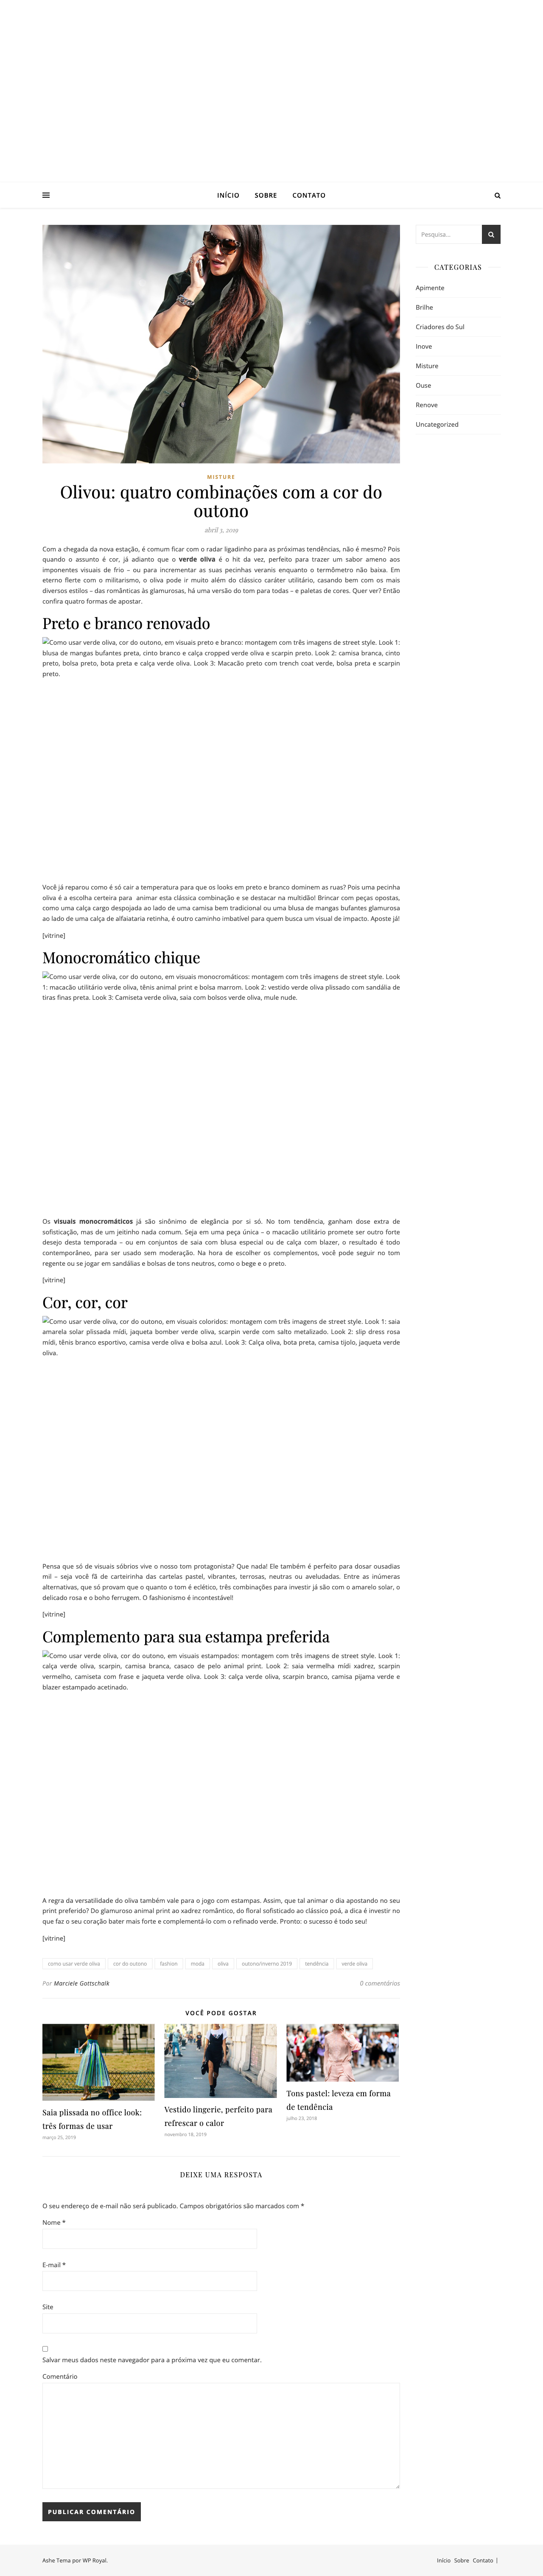 INÍCIO SOBRE CONTATO
MISTURE
Olivou: quatro combinações com a cor do
outono
abril 3, 2019
Com a chegada da nova estação, é comum ficar com o radar ligadinho para as próximas tendências, não é mesmo? Pois
quando o assunto é cor, já adianto que o verde oliva é o hit da vez, perfeito para trazer um sabor ameno aos
imponentes visuais de frio – ou para incrementar as suas pecinhas veranis enquanto o termômetro não baixa. Em
eterno flerte com o militarismo, o oliva pode ir muito além do clássico caráter utilitário, casando bem com os mais
diversos estilos – das românticas às glamurosas, há uma versão do tom para todas – e paletas de cores. Quer ver? Então
confira quatro formas de apostar.
Preto e branco renovado
Como usar verde oliva, cor do outono, em visuais preto e branco: montagem com três imagens de street style. Look 1:
blusa de mangas bufantes preta, cinto branco e calça cropped verde oliva e scarpin preto. Look 2: camisa branca, cinto
preto, bolsa preto, bota preta e calça verde oliva. Look 3: Macacão preto com trench coat verde, bolsa preta e scarpin
preto.
Você já reparou como é só cair a temperatura para que os looks em preto e branco dominem as ruas? Pois uma pecinha
oliva é a escolha certeira para animar esta clássica combinação e se destacar na multidão! Brincar com peças opostas,
como uma calça cargo despojada ao lado de uma camisa bem tradicional ou uma blusa de mangas bufantes glamurosa
ao lado de uma calça de alfaiataria retinha, é outro caminho imbatível para quem busca um visual de impacto. Aposte já!
[vitrine]
Monocromático chique
Como usar verde oliva, cor do outono, em visuais monocromáticos: montagem com três imagens de street style. Look
1: macacão utilitário verde oliva, tênis animal print e bolsa marrom. Look 2: vestido verde oliva plissado com sandália de
tiras finas preta. Look 3: Camiseta verde oliva, saia com bolsos verde oliva, mule nude.
Os visuais monocromáticos já são sinônimo de elegância por si só. No tom tendência, ganham dose extra de
sofisticação, mas de um jeitinho nada comum. Seja em uma peça única – o macacão utilitário promete ser outro forte
desejo desta temporada – ou em conjuntos de saia com blusa especial ou de calça com blazer, o resultado é todo
contemporâneo, para ser usado sem moderação. Na hora de escolher os complementos, você pode seguir no tom
regente ou se jogar em sandálias e bolsas de tons neutros, como o bege e o preto.
[vitrine]
Cor, cor, cor
Como usar verde oliva, cor do outono, em visuais coloridos: montagem com três imagens de street style. Look 1: saia
amarela solar plissada mídi, jaqueta bomber verde oliva, scarpin verde com salto metalizado. Look 2: slip dress rosa
mídi, tênis branco esportivo, camisa verde oliva e bolsa azul. Look 3: Calça oliva, bota preta, camisa tijolo, jaqueta verde
oliva.
Pensa que só de visuais sóbrios vive o nosso tom protagonista? Que nada! Ele também é perfeito para dosar ousadias
mil – seja você fã de carteirinha das cartelas pastel, vibrantes, terrosas, neutras ou aveludadas. Entre as inúmeras
alternativas, que só provam que o quanto o tom é eclético, três combinações para investir já são com o amarelo solar, o
delicado rosa e o boho ferrugem. O fashionismo é incontestável!
[vitrine]
Complemento para sua estampa preferida
Como usar verde oliva, cor do outono, em visuais estampados: montagem com três imagens de street style. Look 1:
calça verde oliva, scarpin, camisa branca, casaco de pelo animal print. Look 2: saia vermelha mídi xadrez, scarpin
vermelho, camiseta com frase e jaqueta verde oliva. Look 3: calça verde oliva, scarpin branco, camisa pijama verde e
blazer estampado acetinado.
A regra da versatilidade do oliva também vale para o jogo com estampas. Assim, que tal animar o dia apostando no seu
print preferido? Do glamuroso animal print ao xadrez romântico, do floral sofisticado ao clássico poá, a dica é investir no
que faz o seu coração bater mais forte e complementá-lo com o refinado verde. Pronto: o sucesso é todo seu!
[vitrine]
como usar verde oliva cor do outono fashion moda oliva outono/inverno 2019 tendência verde oliva
Por Marciele Gottschalk 0 comentários
VOCÊ PODE GOSTAR
Saia plissada no office look:
três formas de usar
março 25, 2019
Vestido lingerie, perfeito para
refrescar o calor
novembro 18, 2019
Tons pastel: leveza em forma
de tendência
julho 23, 2018
DEIXE UMA RESPOSTA
O seu endereço de e-mail não será publicado. Campos obrigatórios são marcados com *
Nome *
E-mail *
Site
Salvar meus dados neste navegador para a próxima vez que eu comentar.
Comentário
PUBLICAR COMENTÁRIO
Pesquisa...
CATEGORIAS
Apimente
Brilhe
Criadores do Sul
Inove
Misture
Ouse
Renove
Uncategorized
Ashe Tema por WP Royal. Início Sobre Contato |